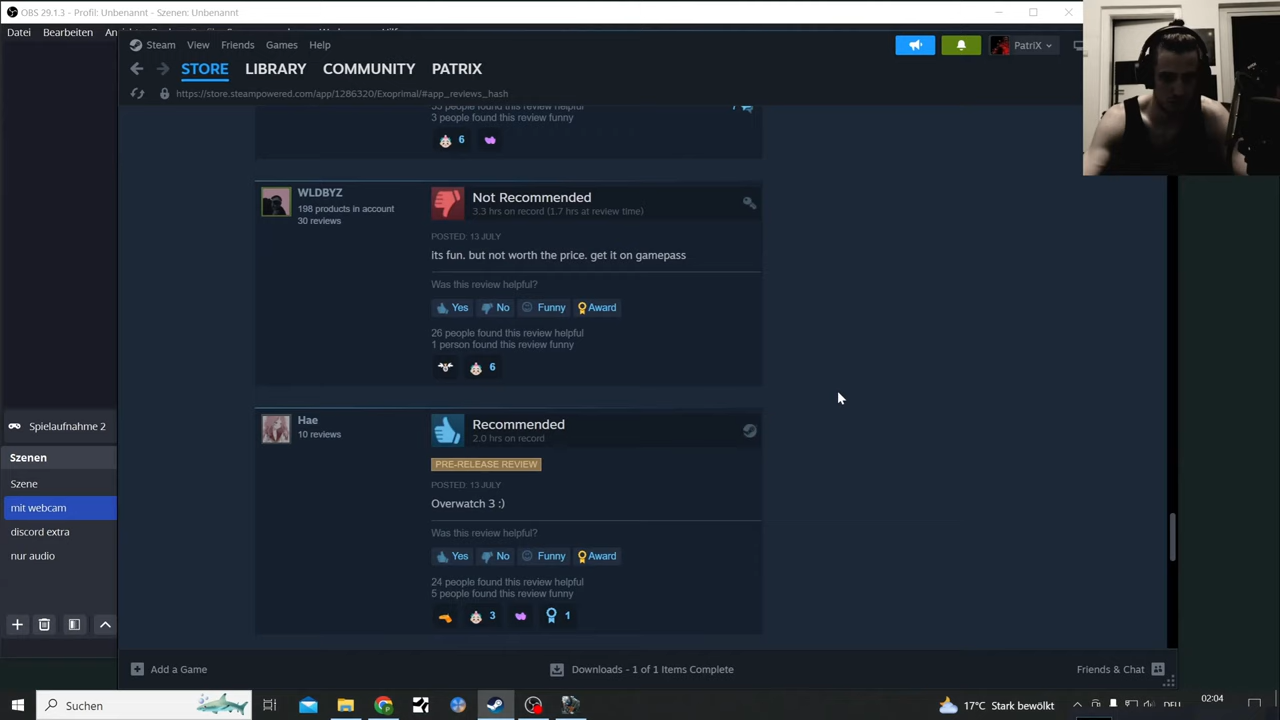 OBS 29.1.3 - Profil: Unbenannt - Szenen: Unbenannt
Datei Bearbeiten
Steam View Friends Games Help
PatriX
STORE LIBRARY COMMUNITY PATRIX
https://store.steampowered.com/app/1286320/Exoprimal/#app_reviews_hash
33 people found this review helpful
3 people found this review funny
7
6
WLDBYZ
198 products in account
30 reviews
Not Recommended
3.3 hrs on record (1.7 hrs at review time)
POSTED: 13 JULY
its fun. but not worth the price. get it on gamepass
Was this review helpful?
Yes No Funny Award
26 people found this review helpful
1 person found this review funny
6
Hae
10 reviews
Recommended
2.0 hrs on record
PRE-RELEASE REVIEW
POSTED: 13 JULY
Overwatch 3 :)
Was this review helpful?
Yes No Funny Award
24 people found this review helpful
5 people found this review funny
3 1
Spielaufnahme 2
Szenen
Szene
mit webcam
discord extra
nur audio
Add a Game
Downloads - 1 of 1 Items Complete
Friends & Chat
Suchen
17°C Stark bewölkt
DEU
02:04